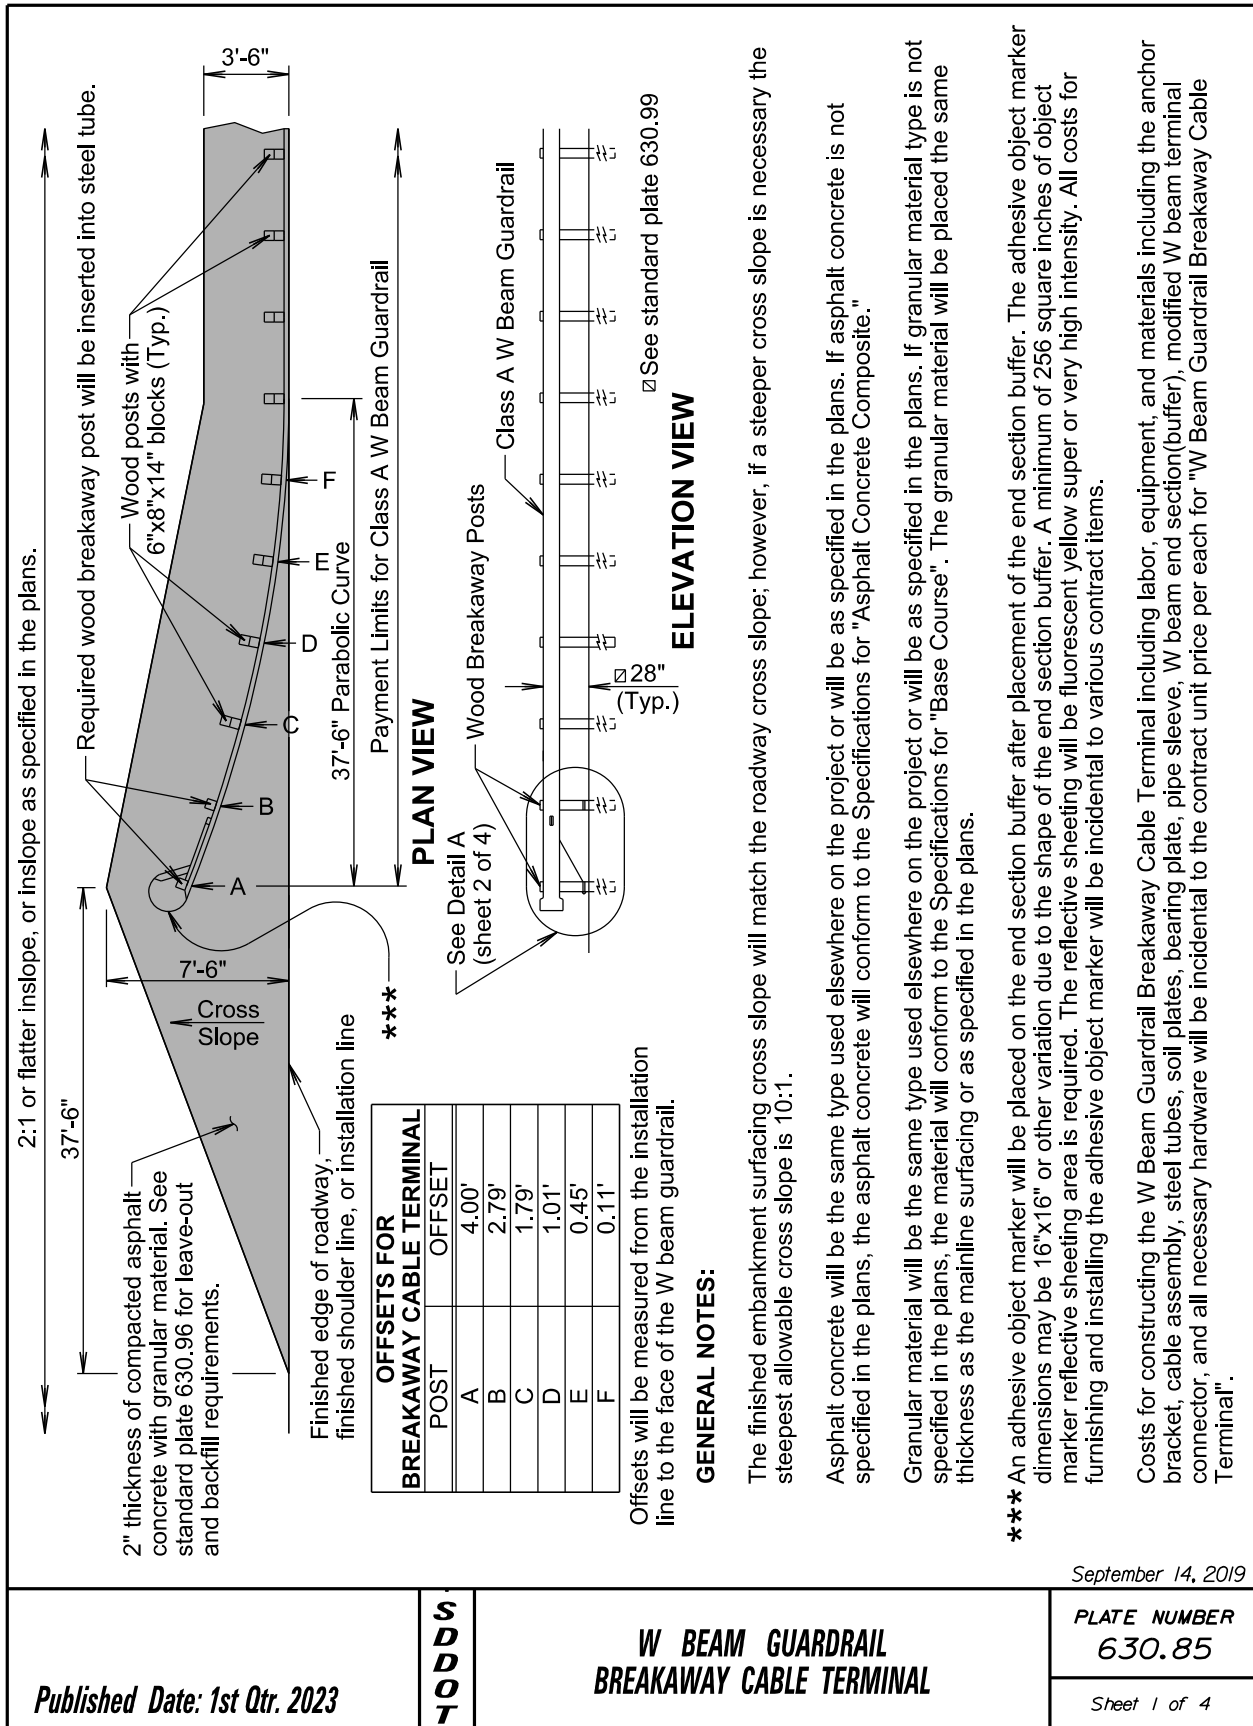 2:1 or flatter inslope, or inslope as specified in the plans.
37'-6"
3'-6"
Required wood breakaway post will be inserted into steel tube.
Wood posts with
6"x8"x14" blocks (Typ.)
2" thickness of compacted asphalt
concrete with granular material. See
standard plate 630.96 for leave-out
and backfill requirements.
7'-6"
Cross
Slope
A
B
C
D
E
F
Finished edge of roadway,
finished shoulder line, or installation line
***
37'-6" Parabolic Curve
Payment Limits for Class A W Beam Guardrail
PLAN VIEW
OFFSETS FOR
BREAKAWAY CABLE TERMINAL
POST OFFSET
A 4.00'
B 2.79'
C 1.79'
D 1.01'
E 0.45'
F 0.11'
Offsets will be measured from the installation
line to the face of the W beam guardrail.
See Detail A
(sheet 2 of 4)
Wood Breakaway Posts
Class A W Beam Guardrail
28"
(Typ.)
See standard plate 630.99
ELEVATION VIEW
GENERAL NOTES:
The finished embankment surfacing cross slope will match the roadway cross slope; however, if a steeper cross slope is necessary the
steepest allowable cross slope is 10:1.
Asphalt concrete will be the same type used elsewhere on the project or will be as specified in the plans. If asphalt concrete is not
specified in the plans, the asphalt concrete will conform to the Specifications for "Asphalt Concrete Composite."
Granular material will be the same type used elsewhere on the project or will be as specified in the plans. If granular material type is not
specified in the plans, the material will conform to the Specifications for "Base Course". The granular material will be placed the same
thickness as the mainline surfacing or as specified in the plans.
*** An adhesive object marker will be placed on the end section buffer after placement of the end section buffer. The adhesive object marker
dimensions may be 16"x16" or other variation due to the shape of the end section buffer. A minimum of 256 square inches of object
marker reflective sheeting area is required. The reflective sheeting will be fluorescent yellow super or very high intensity. All costs for
furnishing and installing the adhesive object marker will be incidental to various contract items.
Costs for constructing the W Beam Guardrail Breakaway Cable Terminal including labor, equipment, and materials including the anchor
bracket, cable assembly, steel tubes, soil plates, bearing plate, pipe sleeve, W beam end section(buffer), modified W beam terminal
connector, and all necessary hardware will be incidental to the contract unit price per each for "W Beam Guardrail Breakaway Cable
Terminal".
September 14, 2019
Published Date: 1st Qtr. 2023
SDDOT
W BEAM GUARDRAIL
BREAKAWAY CABLE TERMINAL
PLATE NUMBER
630.85
Sheet 1 of 4